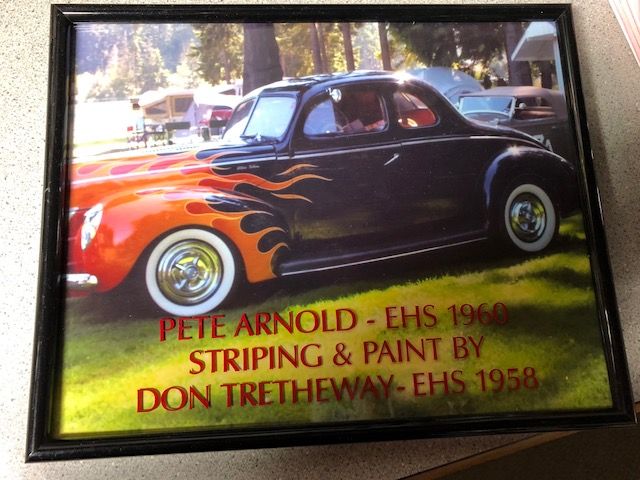 PETE ARNOLD - EHS 1960
STRIPING & PAINT BY
DON TRETHEWAY- EHS 1958